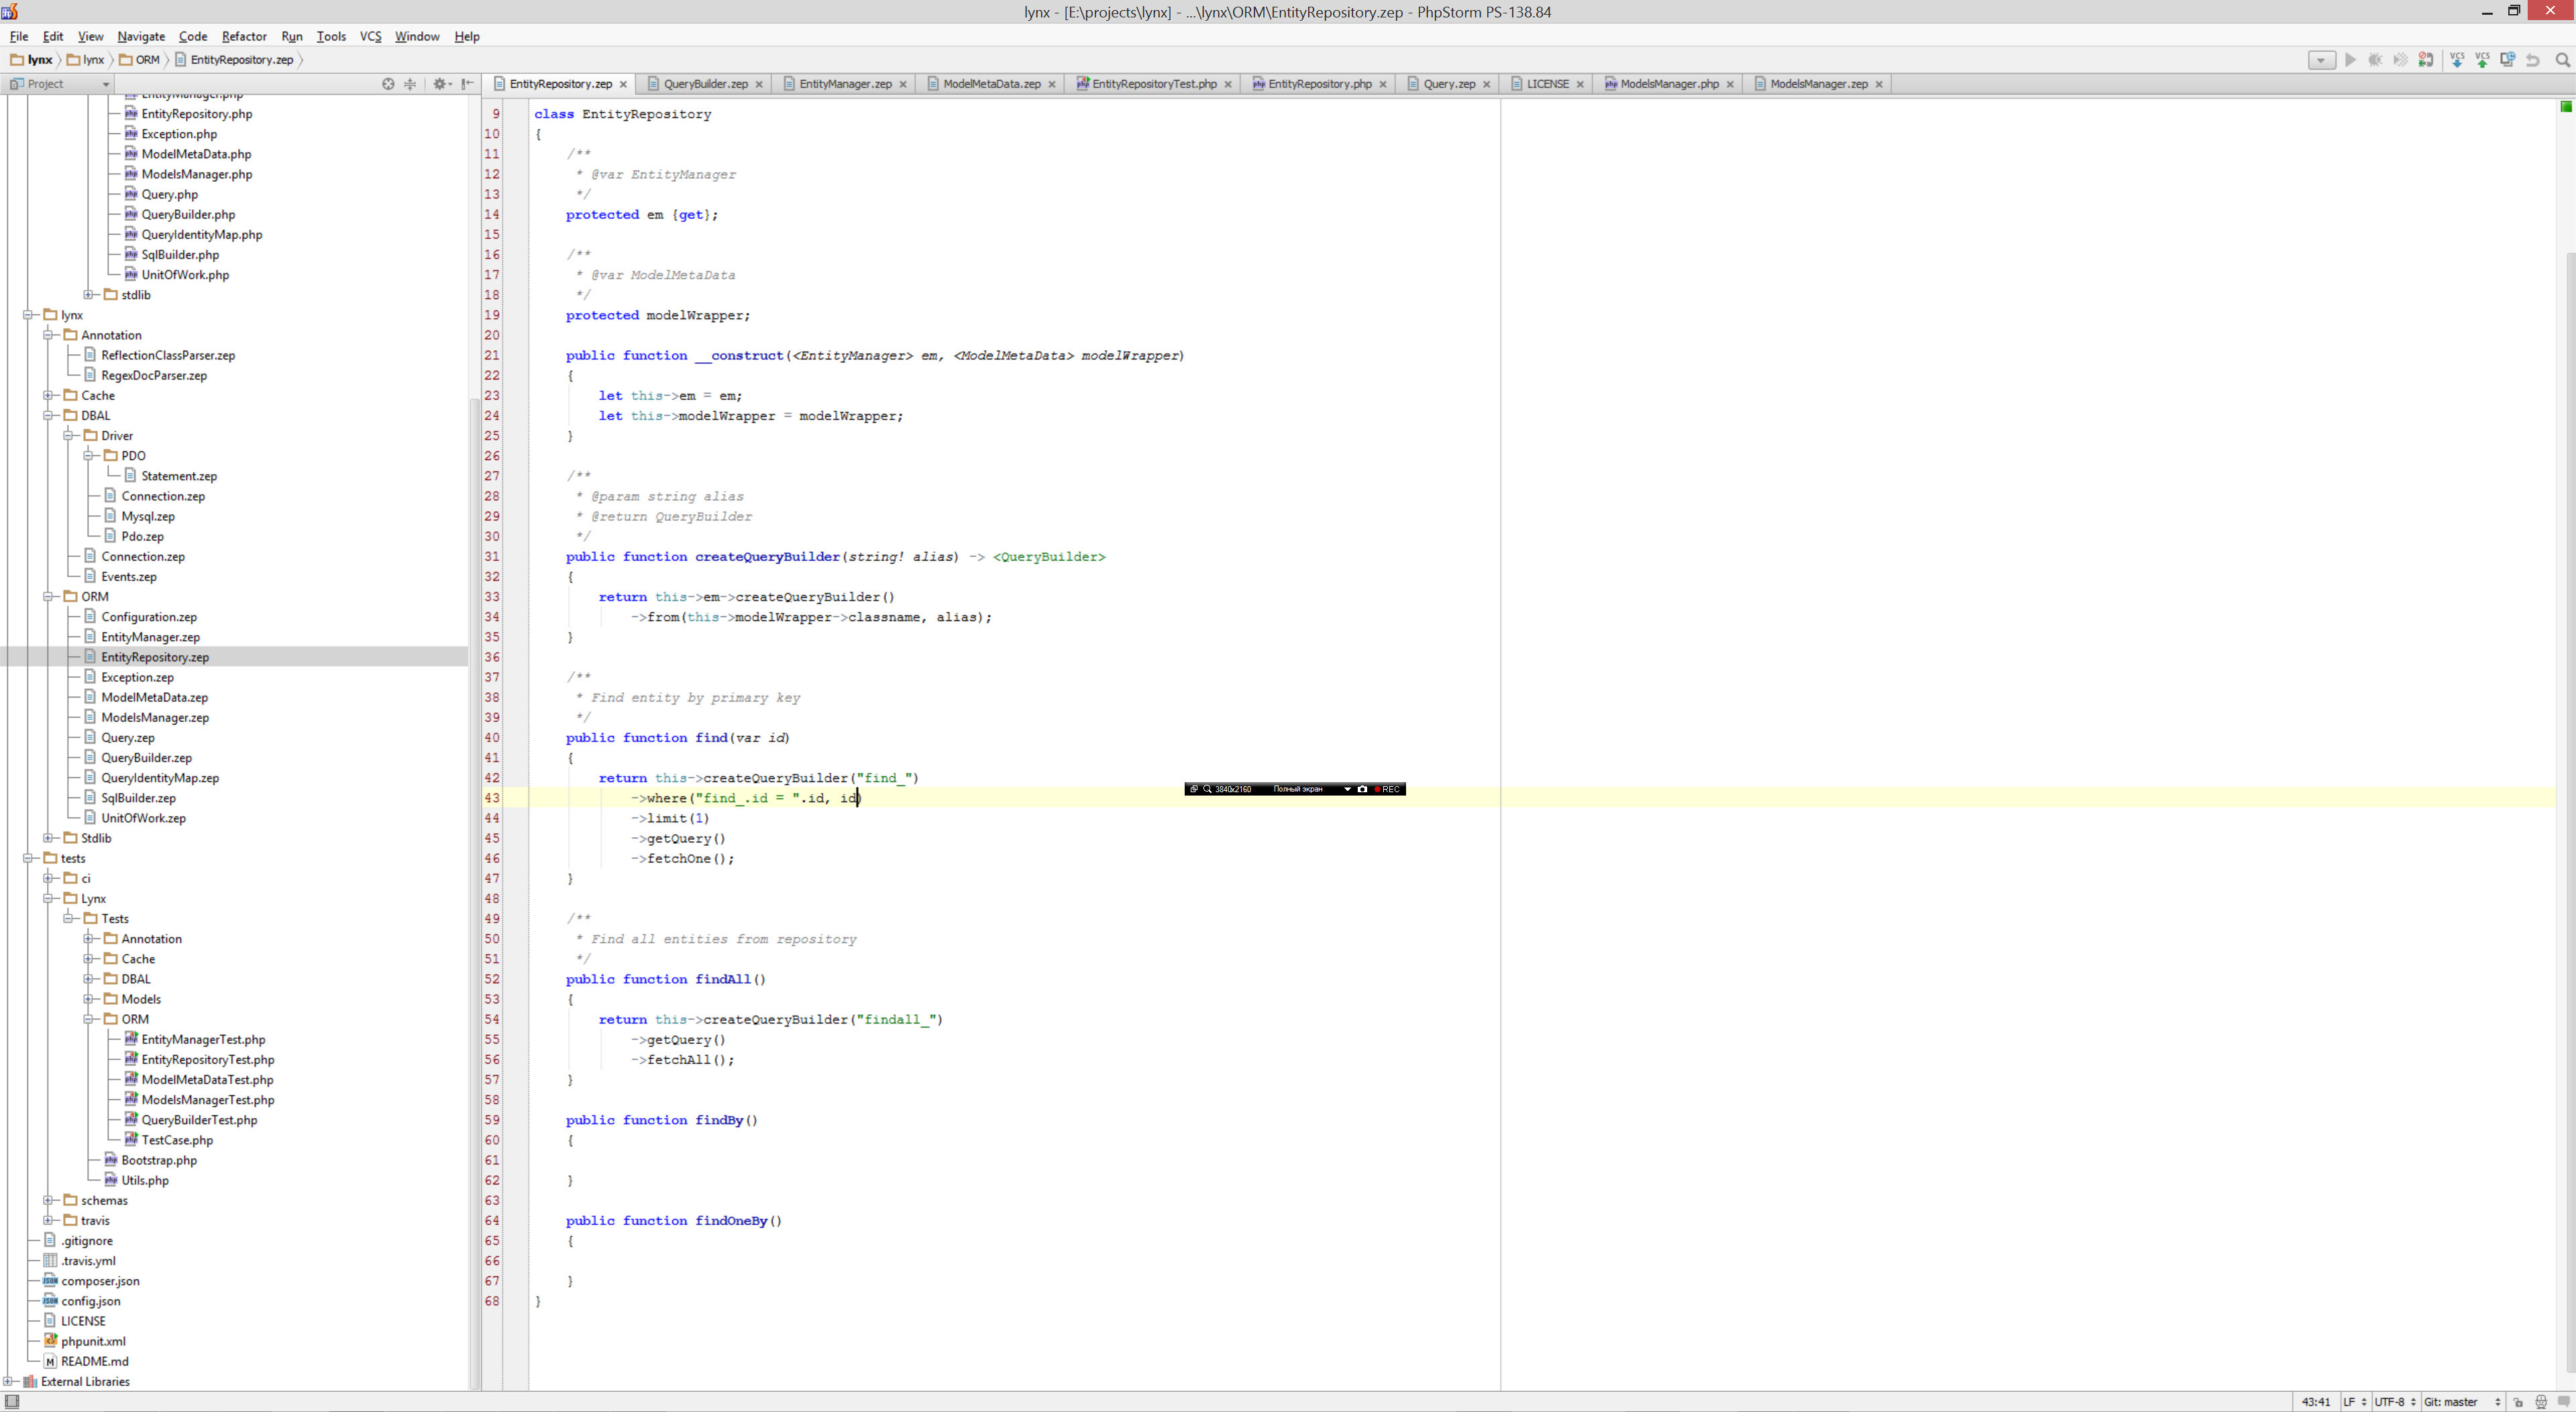 lynx - [E:\projects\lynx] - ...\lynx\ORM\EntityRepository.zep - PhpStorm PS-138.84
File Edit View Navigate Code Refactor Run Tools VCS Window Help
lynx lynx ORM EntityRepository.zep
Project
EntityManager.php
EntityRepository.php
Exception.php
ModelMetaData.php
ModelsManager.php
Query.php
QueryBuilder.php
QueryIdentityMap.php
SqlBuilder.php
UnitOfWork.php
stdlib
lynx
Annotation
ReflectionClassParser.zep
RegexDocParser.zep
Cache
DBAL
Driver
PDO
Statement.zep
Connection.zep
Mysql.zep
Pdo.zep
Connection.zep
Events.zep
ORM
Configuration.zep
EntityManager.zep
EntityRepository.zep
Exception.zep
ModelMetaData.zep
ModelsManager.zep
Query.zep
QueryBuilder.zep
QueryIdentityMap.zep
SqlBuilder.zep
UnitOfWork.zep
Stdlib
tests
ci
Lynx
Tests
Annotation
Cache
DBAL
Models
ORM
EntityManagerTest.php
EntityRepositoryTest.php
ModelMetaDataTest.php
ModelsManagerTest.php
QueryBuilderTest.php
TestCase.php
Bootstrap.php
Utils.php
schemas
travis
.gitignore
.travis.yml
composer.json
config.json
LICENSE
phpunit.xml
README.md
External Libraries
EntityRepository.zep QueryBuilder.zep EntityManager.zep ModelMetaData.zep EntityRepositoryTest.php EntityRepository.php Query.zep LICENSE ModelsManager.php ModelsManager.zep
9 class EntityRepository
10 {
11 /**
12 * @var EntityManager
13 */
14 protected em {get};
15
16 /**
17 * @var ModelMetaData
18 */
19 protected modelWrapper;
20
21 public function __construct(<EntityManager> em, <ModelMetaData> modelWrapper)
22 {
23 let this->em = em;
24 let this->modelWrapper = modelWrapper;
25 }
26
27 /**
28 * @param string alias
29 * @return QueryBuilder
30 */
31 public function createQueryBuilder(string! alias) -> <QueryBuilder>
32 {
33 return this->em->createQueryBuilder()
34 ->from(this->modelWrapper->classname, alias);
35 }
36
37 /**
38 * Find entity by primary key
39 */
40 public function find(var id)
41 {
42 return this->createQueryBuilder("find_")
43 ->where("find_.id = ".id, id)
44 ->limit(1)
45 ->getQuery()
46 ->fetchOne();
47 }
48
49 /**
50 * Find all entities from repository
51 */
52 public function findAll()
53 {
54 return this->createQueryBuilder("findall_")
55 ->getQuery()
56 ->fetchAll();
57 }
58
59 public function findBy()
60 {
61
62 }
63
64 public function findOneBy()
65 {
66
67 }
68 }
3840x2160 Полный экран REC
VCS VCS
43:41 LF UTF-8 Git: master